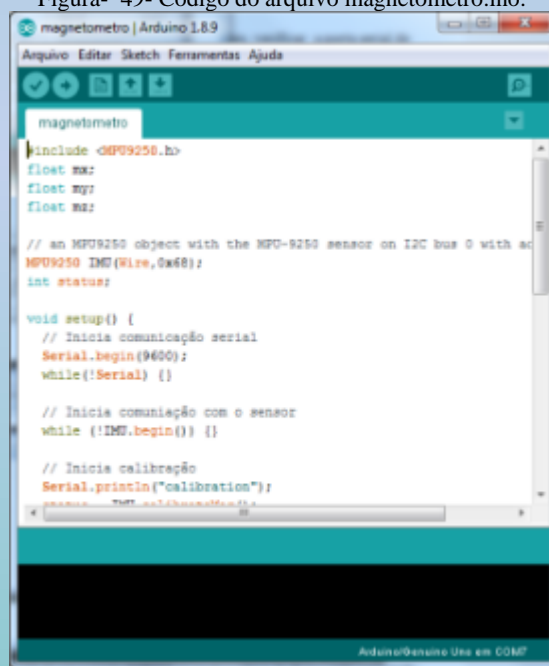 Figura- 49- Código do arquivo magnetometro.ino.
magnetometro | Arduino 1.8.9
Arquivo Editar Sketch Ferramentas Ajuda
magnetometro
#include <MPU9250.h>
float mx;
float my;
float mz;
// an MPU9250 object with the MPU-9250 sensor on I2C bus 0 with
MPU9250 IMU(Wire,0x68);
int status;
void setup() {
// Inicia comunicação serial
Serial.begin(9600);
while(!Serial) {}
// Inicia comuniação com o sensor
while (!IMU.begin()) {}
// Inicia calibração
Serial.println("calibration");
Arduino/Genuino Uno em COM7